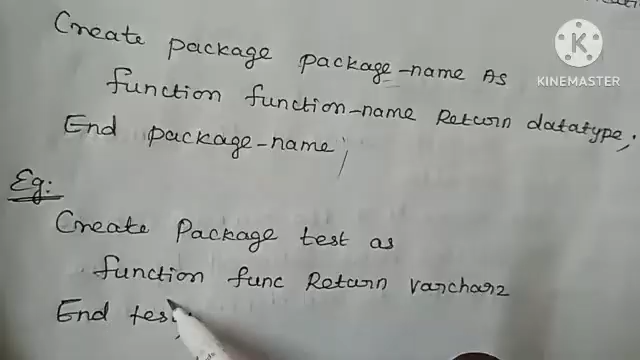 Create package package-name As
function function-name Return datatype;
End package-name;
Eg:
Create Package test as
function func Return varchar2
End test;
K
KINEMASTER